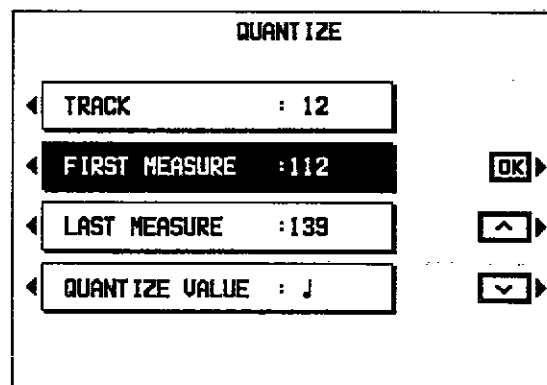 QUANTIZE
TRACK : 12
FIRST MEASURE :112
OK
LAST MEASURE :139
QUANTIZE VALUE : ♩